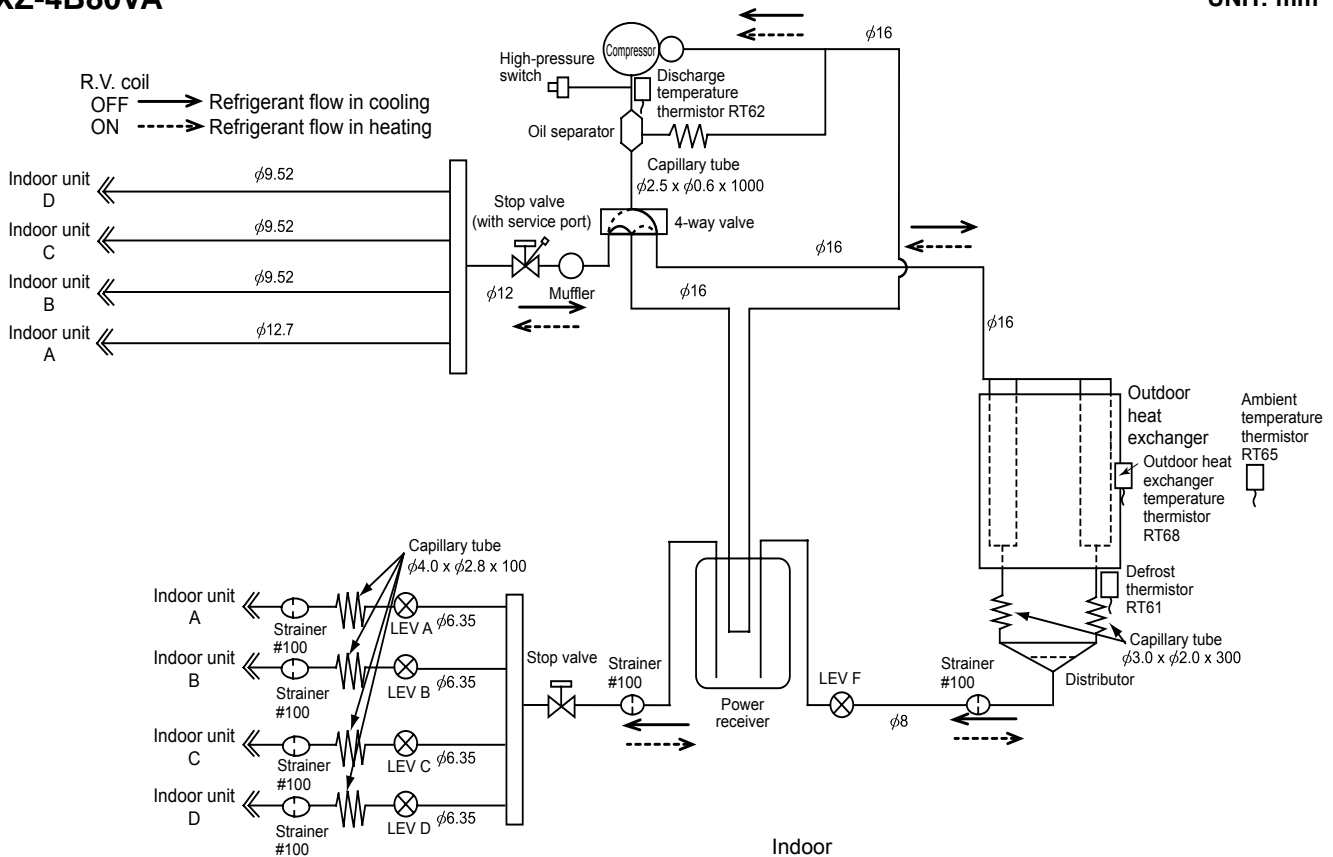 UNIT: mm
R.V. coil
OFF
Refrigerant flow in cooling
ON
Refrigerant flow in heating
Compressor
High-pressure
switch
Discharge
temperature
thermistor RT62
Oil separator
Capillary tube
ϕ2.5 x ϕ0.6 x 1000
Stop valve
(with service port)
4-way valve
ϕ16
Indoor unit
D
ϕ9.52
Indoor unit
C
ϕ9.52
Indoor unit
B
ϕ9.52
Indoor unit
A
ϕ12.7
ϕ12
Muffler
ϕ16
ϕ16
ϕ16
Outdoor
heat
exchanger
Outdoor heat
exchanger
temperature
thermistor
RT68
Ambient
temperature
thermistor
RT65
Defrost
thermistor
RT61
Capillary tube
ϕ3.0 x ϕ2.0 x 300
Distributor
Capillary tube
ϕ4.0 x ϕ2.8 x 100
Indoor unit
A
Strainer
#100
LEV A
ϕ6.35
Indoor unit
B
Strainer
#100
LEV B
ϕ6.35
Indoor unit
C
Strainer
#100
LEV C
ϕ6.35
Indoor unit
D
Strainer
#100
LEV D
ϕ6.35
Stop valve
Strainer
#100
Power
receiver
LEV F
ϕ8
Strainer
#100
Indoor